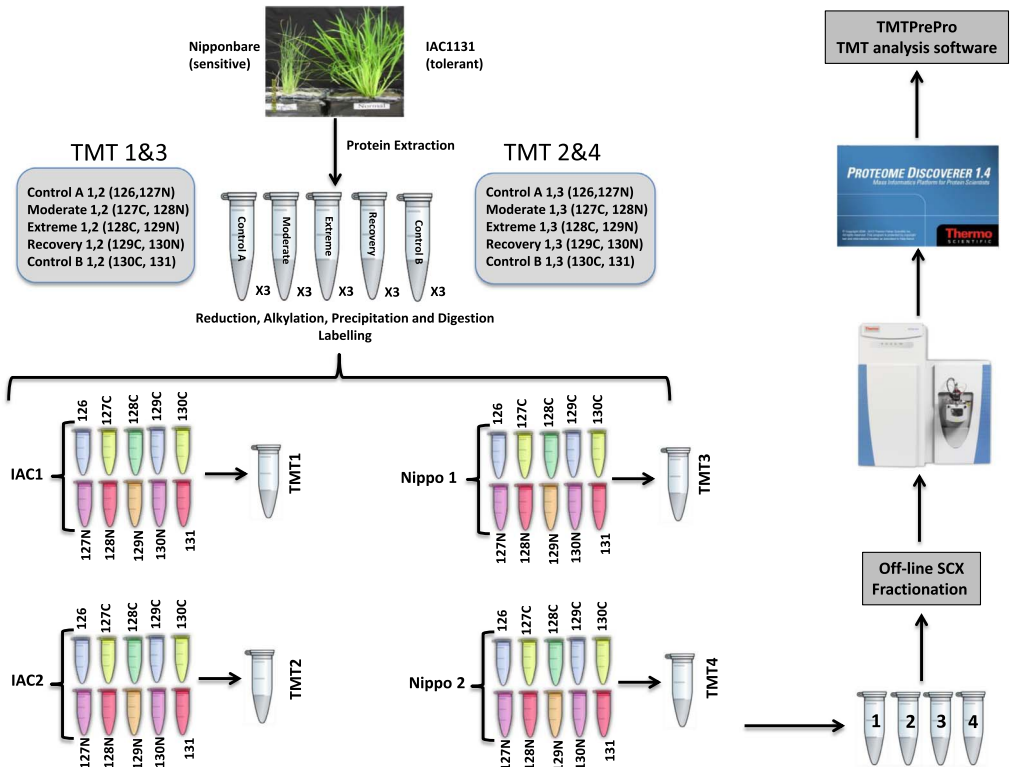 Nipponbare
(sensitive)
IAC1131
(tolerant)
Normal
Protein Extraction
TMT 1&3
Control A 1,2 (126,127N)
Moderate 1,2 (127C, 128N)
Extreme 1,2 (128C, 129N)
Recovery 1,2 (129C, 130N)
Control B 1,2 (130C, 131)
TMT 2&4
Control A 1,3 (126,127N)
Moderate 1,3 (127C, 128N)
Extreme 1,3 (128C, 129N)
Recovery 1,3 (129C, 130N)
Control B 1,3 (130C, 131)
Control A
Moderate
Extreme
Recovery
Control B
X3 X3 X3 X3 X3
Reduction, Alkylation, Precipitation and Digestion
Labelling
126 127C 128C 129C 130C
IAC1
127N 128N 129N 130N 131
TMT1
126 127C 128C 129C 130C
Nippo 1
127N 128N 129N 130N 131
TMT3
126 127C 128C 129C 130C
IAC2
127N 128N 129N 130N 131
TMT2
126 127C 128C 129C 130C
Nippo 2
127N 128N 129N 130N 131
TMT4
1 2 3 4
Off-line SCX
Fractionation
PROTEOME DISCOVERER 1.4
Mass Informatics Platform for Protein Scientists
Thermo
SCIENTIFIC
TMTPrePro
TMT analysis software